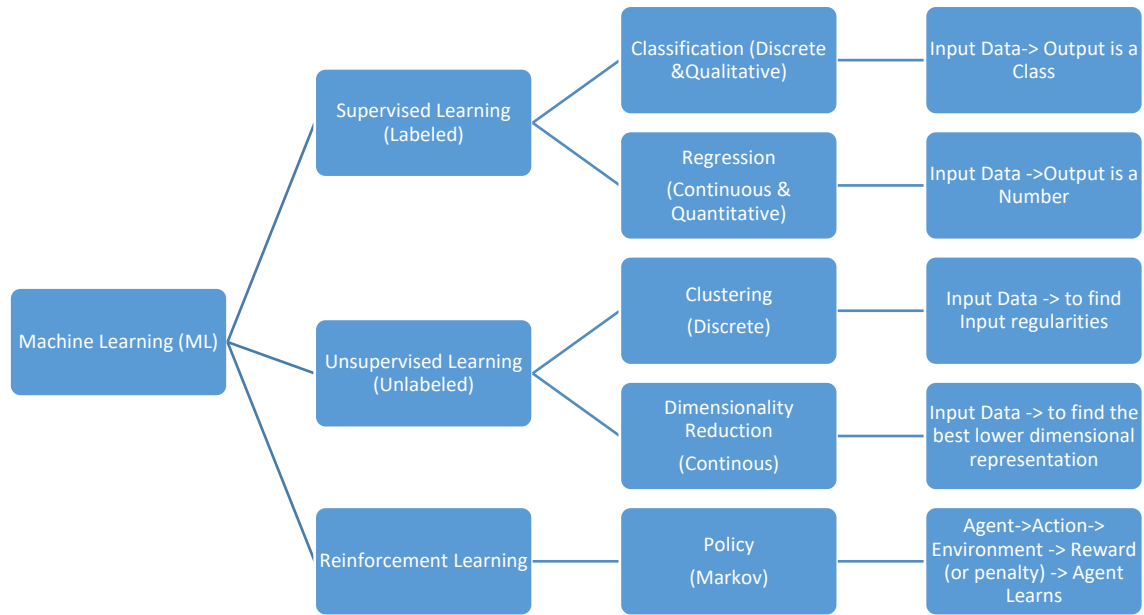 Machine Learning (ML)
Supervised Learning
(Labeled)
Classification (Discrete
&Qualitative)
Input Data-> Output is a
Class
Regression
(Continuous &
Quantitative)
Input Data ->Output is a
Number
Unsupervised Learning
(Unlabeled)
Clustering
(Discrete)
Input Data -> to find
Input regularities
Dimensionality
Reduction
(Continous)
Input Data -> to find the
best lower dimensional
representation
Reinforcement Learning
Policy
(Markov)
Agent->Action->
Environment -> Reward
(or penalty) -> Agent
Learns